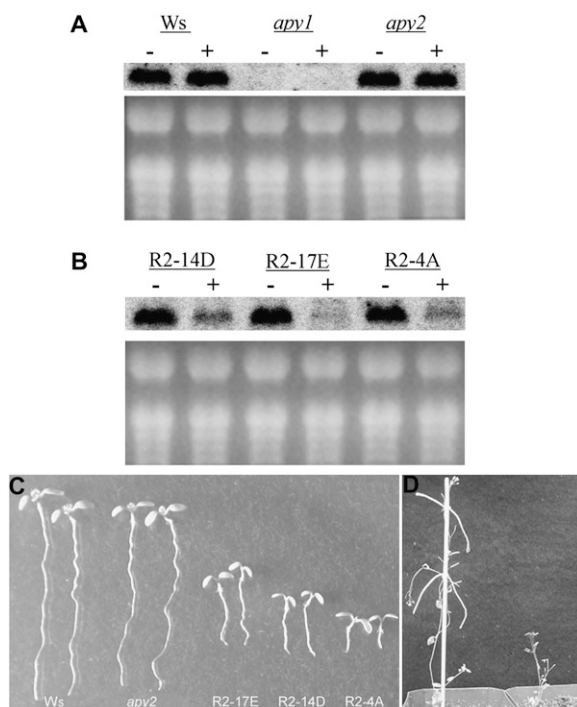 A
Ws apy1 apy2
- + - + - +
B
R2-14D R2-17E R2-4A
- + - + - +
C
D
Ws apy2 R2-17E R2-14D R2-4A